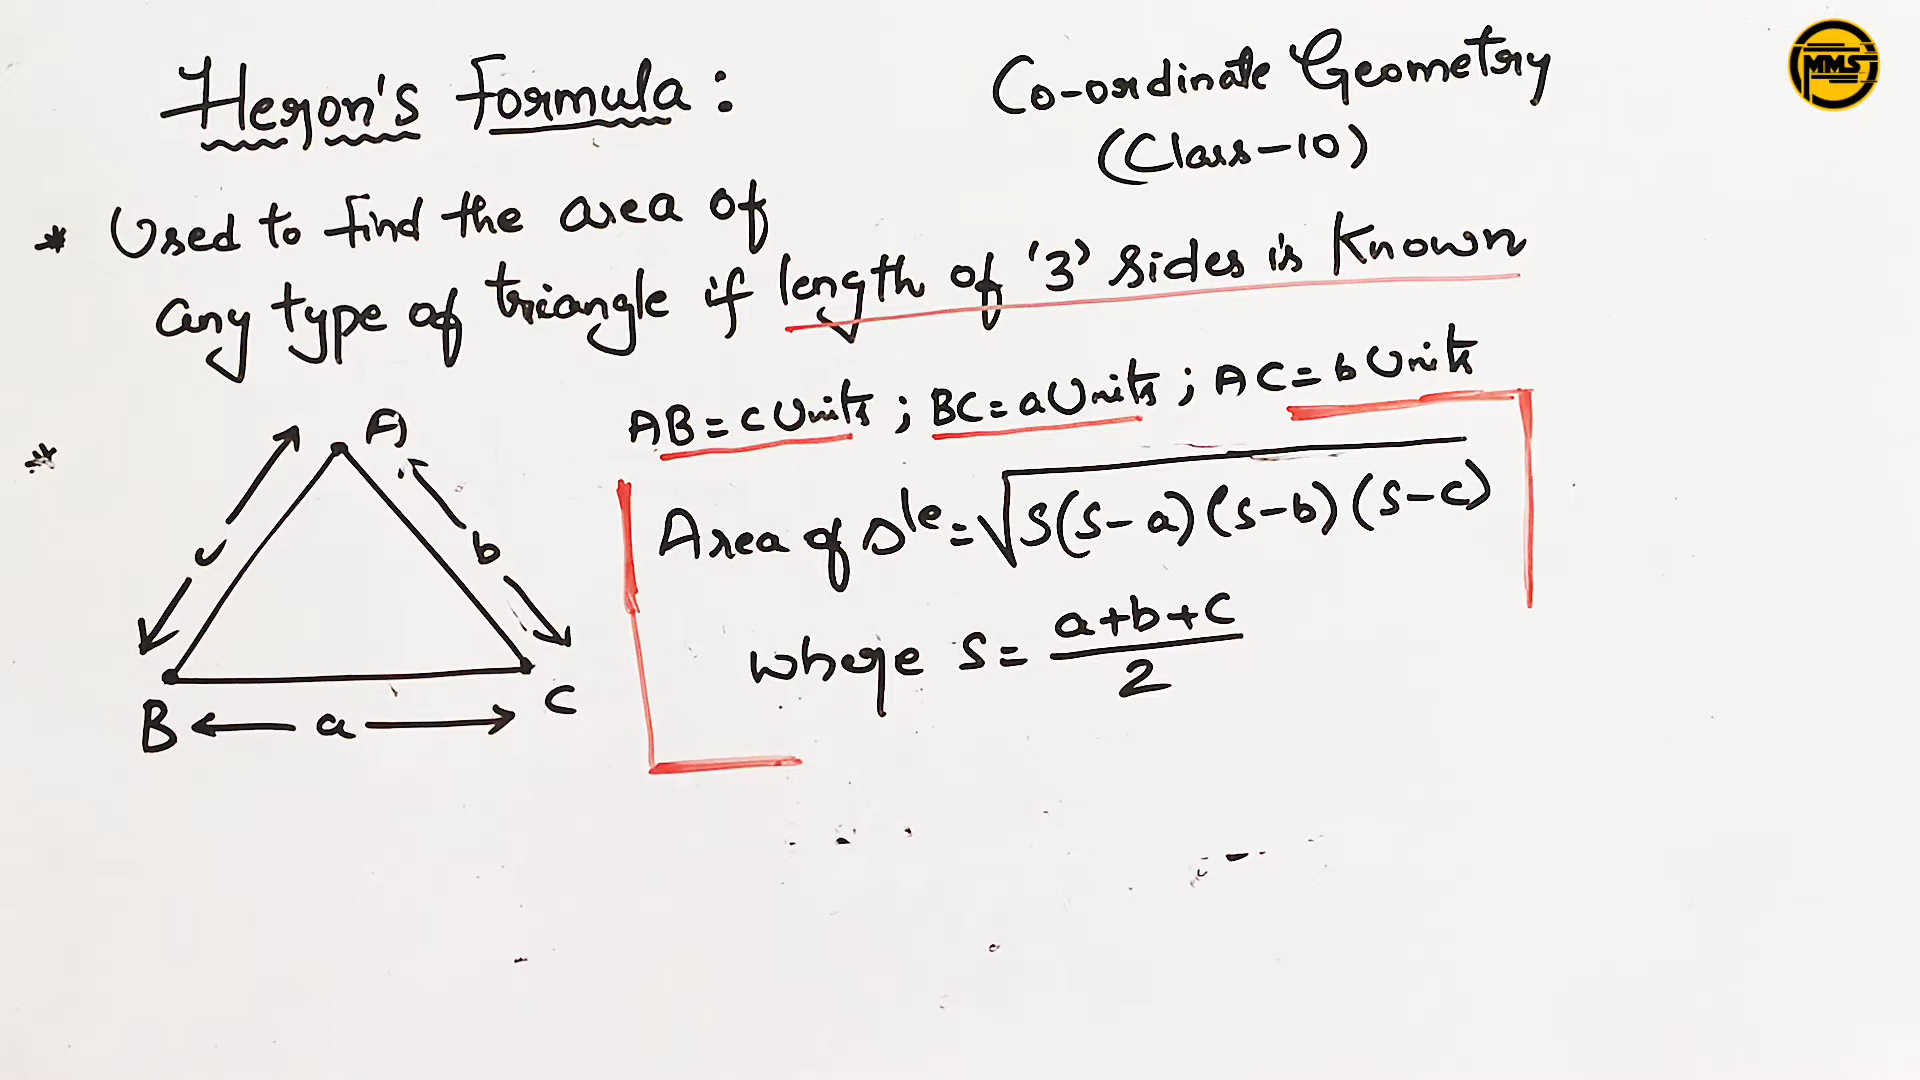 Heron's Formula:
Co-ordinate Geometry
(Class-10)
MMS
* Used to find the area of
any type of triangle if length of '3' sides is known
AB = c Units ; BC = a Units ; AC = b Units
*
A
c
b
B
a
C
Area of Δle = √S(S-a)(S-b)(S-c)
where S = a+b+c
2